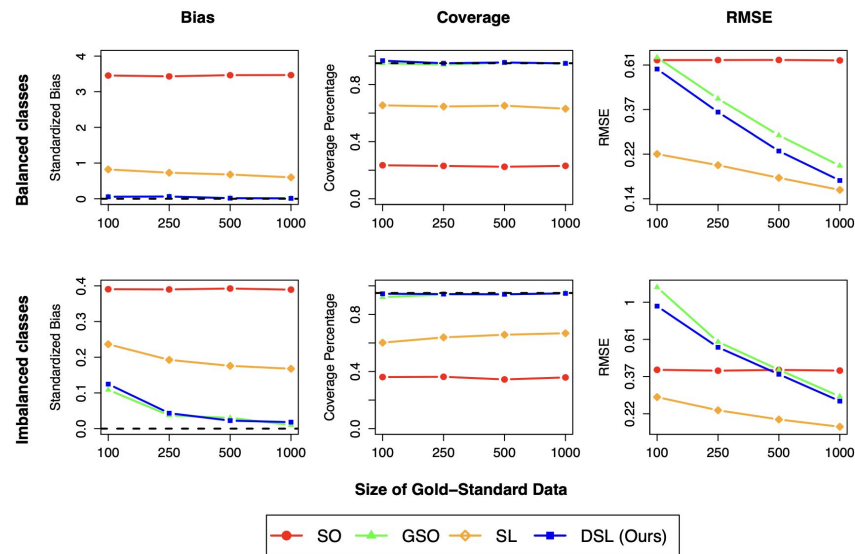 Bias
Coverage
RMSE
Balanced classes
Standardized Bias
4
3
2
1
0
100 250 500 1000
Coverage Percentage
0.8
0.4
0.0
100 250 500 1000
RMSE
0.61
0.37
0.22
0.14
100 250 500 1000
Imbalanced classes
Standardized Bias
0.4
0.3
0.2
0.1
0.0
100 250 500 1000
Coverage Percentage
0.8
0.4
0.0
100 250 500 1000
RMSE
1
0.61
0.37
0.22
100 250 500 1000
Size of Gold–Standard Data
SO GSO SL DSL (Ours)